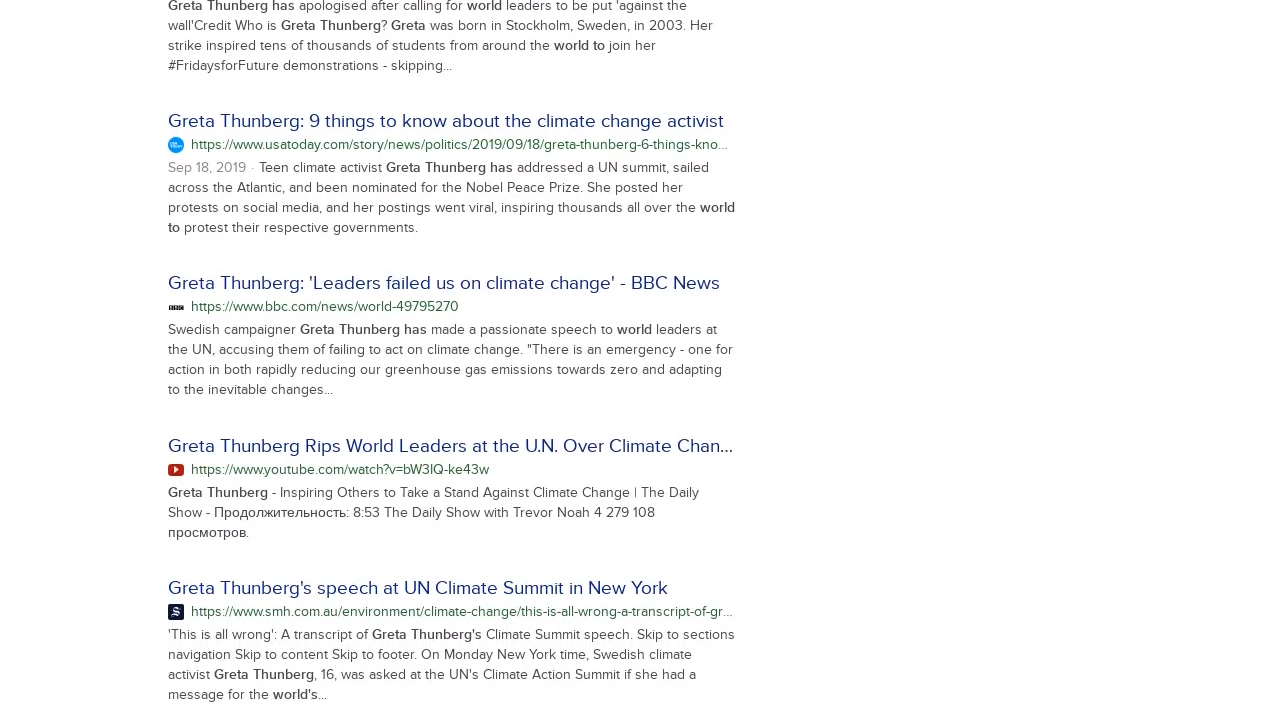 Greta Thunberg has apologised after calling for world leaders to be put 'against the
wall'Credit Who is Greta Thunberg? Greta was born in Stockholm, Sweden, in 2003. Her
strike inspired tens of thousands of students from around the world to join her
#FridaysforFuture demonstrations - skipping...
Greta Thunberg: 9 things to know about the climate change activist
https://www.usatoday.com/story/news/politics/2019/09/18/greta-thunberg-6-things-kno...
Sep 18, 2019 · Teen climate activist Greta Thunberg has addressed a UN summit, sailed
across the Atlantic, and been nominated for the Nobel Peace Prize. She posted her
protests on social media, and her postings went viral, inspiring thousands all over the world
to protest their respective governments.
Greta Thunberg: 'Leaders failed us on climate change' - BBC News
BBC https://www.bbc.com/news/world-49795270
Swedish campaigner Greta Thunberg has made a passionate speech to world leaders at
the UN, accusing them of failing to act on climate change. "There is an emergency - one for
action in both rapidly reducing our greenhouse gas emissions towards zero and adapting
to the inevitable changes...
Greta Thunberg Rips World Leaders at the U.N. Over Climate Chan...
https://www.youtube.com/watch?v=bW3IQ-ke43w
Greta Thunberg - Inspiring Others to Take a Stand Against Climate Change | The Daily
Show - Продолжительность: 8:53 The Daily Show with Trevor Noah 4 279 108
просмотров.
Greta Thunberg's speech at UN Climate Summit in New York
https://www.smh.com.au/environment/climate-change/this-is-all-wrong-a-transcript-of-gr...
'This is all wrong': A transcript of Greta Thunberg's Climate Summit speech. Skip to sections
navigation Skip to content Skip to footer. On Monday New York time, Swedish climate
activist Greta Thunberg, 16, was asked at the UN's Climate Action Summit if she had a
message for the world's...